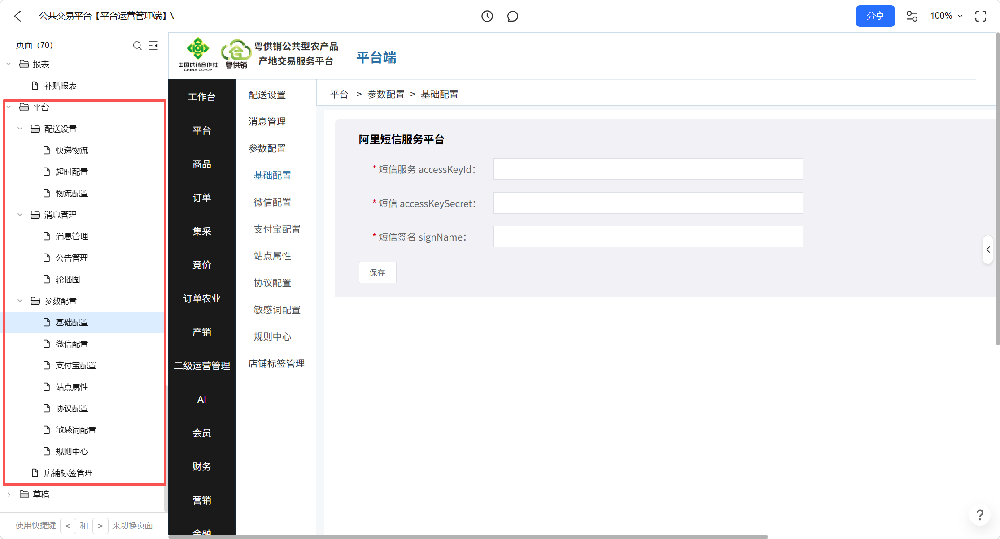 公共交易平台【平台运营管理端】\
分享
100%
页面（70）
报表
补贴报表
平台
配送设置
快递物流
超时配置
物流配置
消息管理
消息管理
公告管理
轮播图
参数配置
基础配置
微信配置
支付宝配置
站点属性
协议配置
敏感词配置
规则中心
店铺标签管理
草稿
使用快捷键 < 和 > 来切换页面
中国供销合作社
CHINA CO-OP
粤供销
粤供销公共型农产品
产地交易服务平台
平台端
工作台
平台
商品
订单
集采
竞价
订单农业
产销
二级运营管理
AI
会员
财务
营销
金融
配送设置
消息管理
参数配置
基础配置
微信配置
支付宝配置
站点属性
协议配置
敏感词配置
规则中心
店铺标签管理
平台 > 参数配置 > 基础配置
阿里短信服务平台
* 短信服务 accessKeyId：
* 短信 accessKeySecret：
* 短信签名 signName：
保存
?